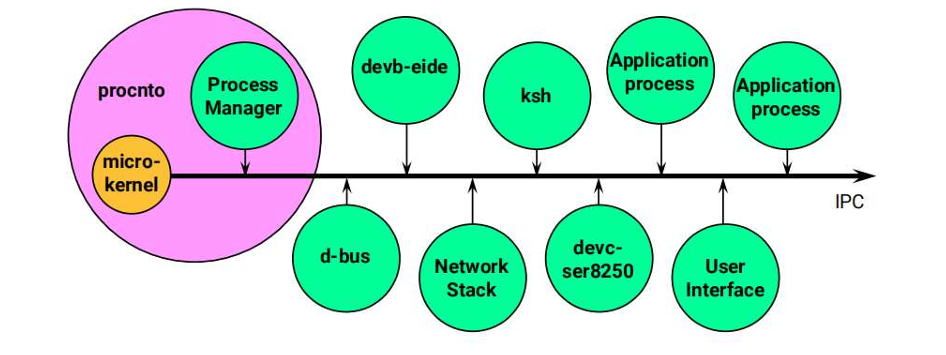 procnto
Process
Manager
micro-
kernel
devb-eide
ksh
Application
process
Application
process
IPC
d-bus
Network
Stack
devc-
ser8250
User
Interface